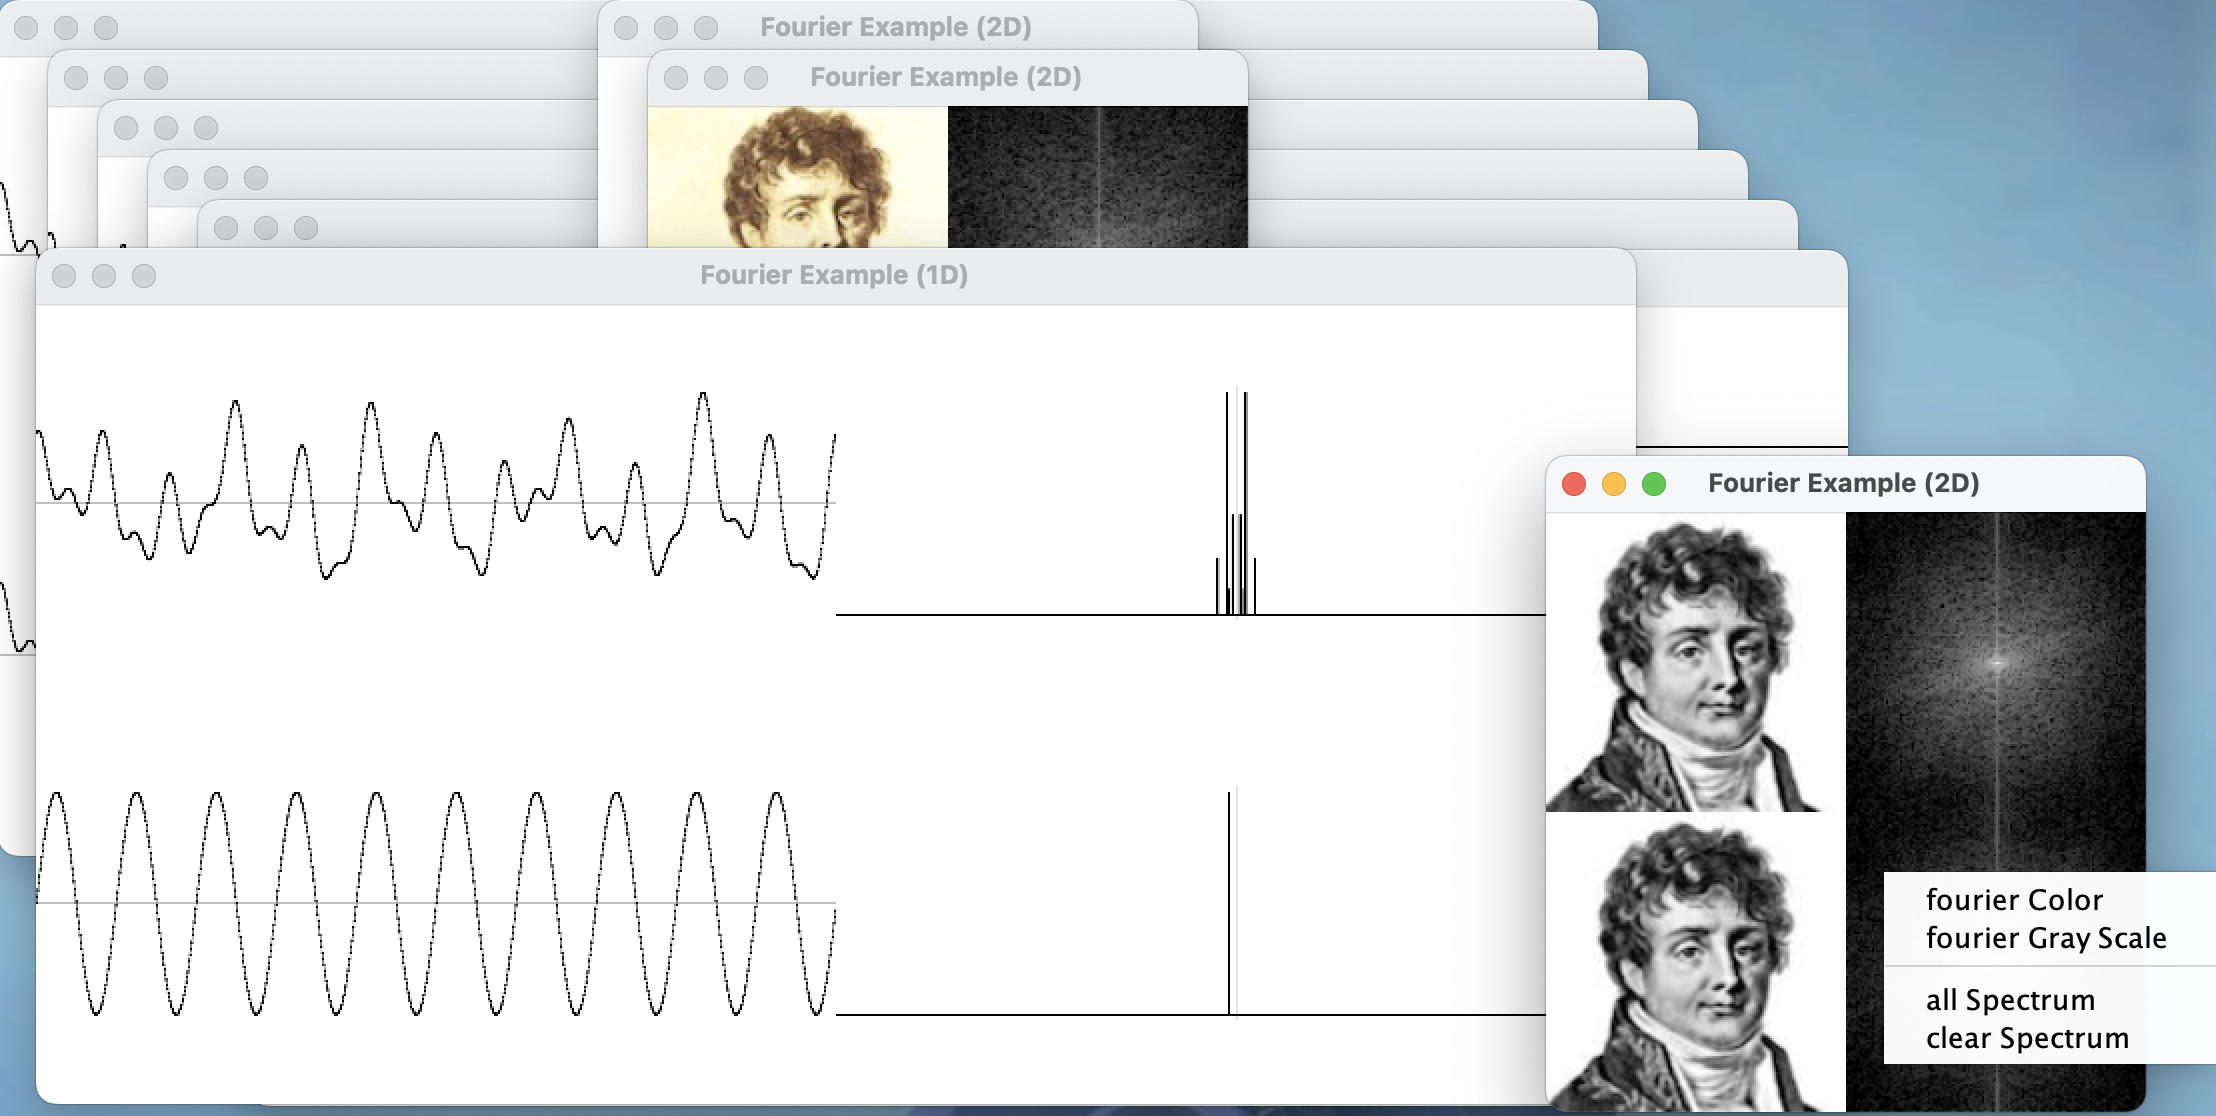 Fourier Example (2D)
Fourier Example (2D)
Fourier Example (1D)
Fourier Example (2D)
fourier Color
fourier Gray Scale
all Spectrum
clear Spectrum